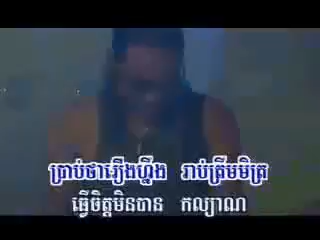 ប្រាប់ថារឿងហ្នឹង រាប់ត្រឹមមិត្រ
ធ្វើចិត្តមិនបាន កល្យាណ